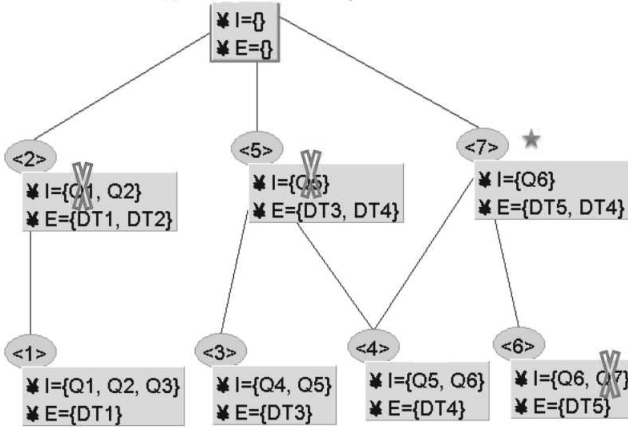 ¥ I={}
¥ E={}
<2>
<5>
<7>
¥ I={Q1, Q2}
¥ E={DT1, DT2}
¥ I={Q5}
¥ E={DT3, DT4}
¥ I={Q6}
¥ E={DT5, DT4}
<1>
<3>
<4>
<6>
¥ I={Q1, Q2, Q3}
¥ E={DT1}
¥ I={Q4, Q5}
¥ E={DT3}
¥ I={Q5, Q6}
¥ E={DT4}
¥ I={Q6, Q7}
¥ E={DT5}